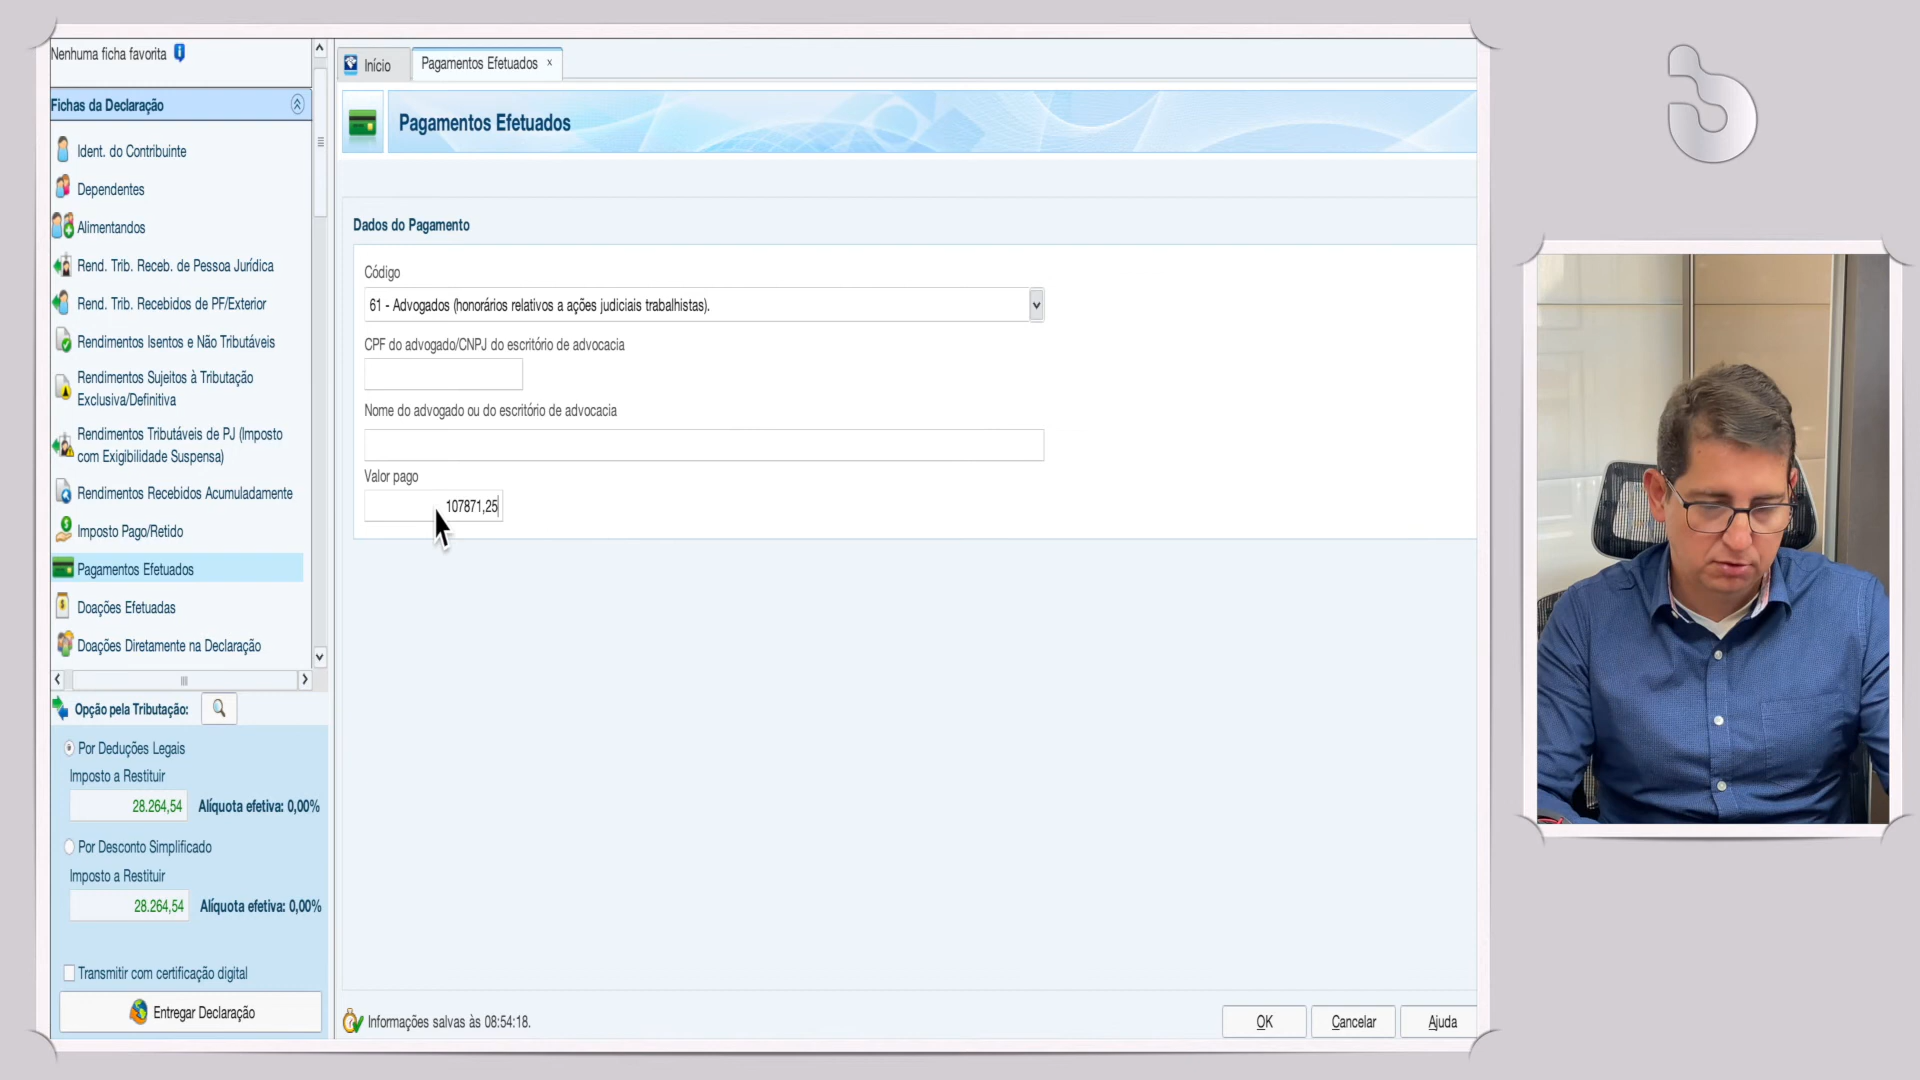 Nenhuma ficha favorita
Fichas da Declaração
Ident. do Contribuinte
Dependentes
Alimentandos
Rend. Trib. Receb. de Pessoa Jurídica
Rend. Trib. Recebidos de PF/Exterior
Rendimentos Isentos e Não Tributáveis
Rendimentos Sujeitos à Tributação
Exclusiva/Definitiva
Rendimentos Tributáveis de PJ (Imposto
com Exigibilidade Suspensa)
Rendimentos Recebidos Acumuladamente
Imposto Pago/Retido
Pagamentos Efetuados
Doações Efetuadas
Doações Diretamente na Declaração
Opção pela Tributação:
Por Deduções Legais
Imposto a Restituir
28.264,54 Alíquota efetiva: 0,00%
Por Desconto Simplificado
Imposto a Restituir
28.264,54 Alíquota efetiva: 0,00%
Transmitir com certificação digital
Entregar Declaração
Início
Pagamentos Efetuados x
Pagamentos Efetuados
Dados do Pagamento
Código
61 - Advogados (honorários relativos a ações judiciais trabalhistas).
CPF do advogado/CNPJ do escritório de advocacia
Nome do advogado ou do escritório de advocacia
Valor pago
107871,25
Informações salvas às 08:54:18.
OK
Cancelar
Ajuda